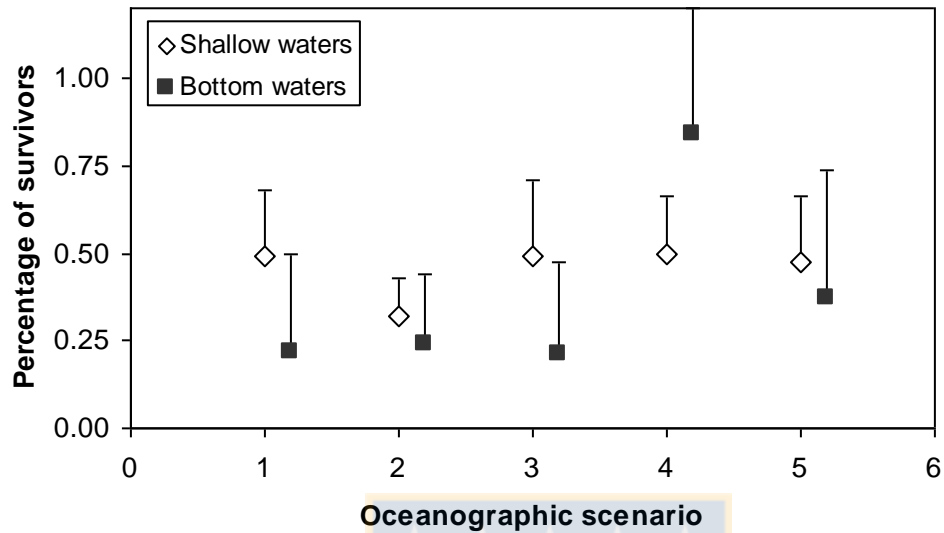 Shallow waters
Bottom waters
Percentage of survivors
1.00
0.75
0.50
0.25
0.00
0 1 2 3 4 5 6
Oceanographic scenario